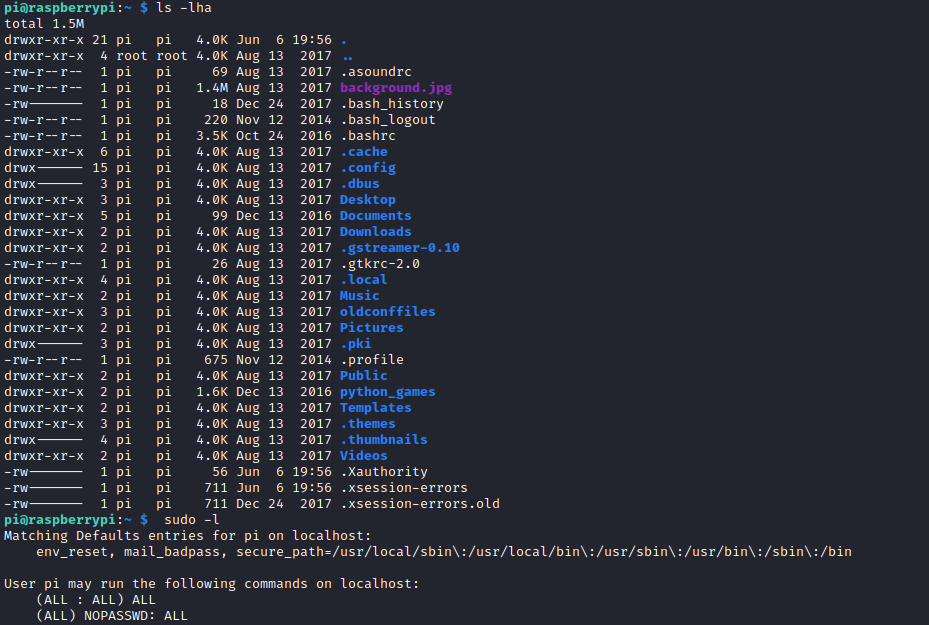 pi@raspberrypi:~ $ ls -lha
total 1.5M
drwxr-xr-x 21 pi   pi   4.0K Jun  6 19:56 .
drwxr-xr-x  4 root root 4.0K Aug 13  2017 ..
-rw-r--r--  1 pi   pi     69 Aug 13  2017 .asoundrc
-rw-r--r--  1 pi   pi   1.4M Aug 13  2017 background.jpg
-rw-------  1 pi   pi     18 Dec 24  2017 .bash_history
-rw-r--r--  1 pi   pi    220 Nov 12  2014 .bash_logout
-rw-r--r--  1 pi   pi   3.5K Oct 24  2016 .bashrc
drwxr-xr-x  6 pi   pi   4.0K Aug 13  2017 .cache
drwx------ 15 pi   pi   4.0K Aug 13  2017 .config
drwx------  3 pi   pi   4.0K Aug 13  2017 .dbus
drwxr-xr-x  3 pi   pi   4.0K Aug 13  2017 Desktop
drwxr-xr-x  5 pi   pi     99 Dec 13  2016 Documents
drwxr-xr-x  2 pi   pi   4.0K Aug 13  2017 Downloads
drwxr-xr-x  2 pi   pi   4.0K Aug 13  2017 .gstreamer-0.10
-rw-r--r--  1 pi   pi     26 Aug 13  2017 .gtkrc-2.0
drwxr-xr-x  4 pi   pi   4.0K Aug 13  2017 .local
drwxr-xr-x  2 pi   pi   4.0K Aug 13  2017 Music
drwxr-xr-x  3 pi   pi   4.0K Aug 13  2017 oldconffiles
drwxr-xr-x  2 pi   pi   4.0K Aug 13  2017 Pictures
drwx------  3 pi   pi   4.0K Aug 13  2017 .pki
-rw-r--r--  1 pi   pi    675 Nov 12  2014 .profile
drwxr-xr-x  2 pi   pi   4.0K Aug 13  2017 Public
drwxr-xr-x  2 pi   pi   1.6K Dec 13  2016 python_games
drwxr-xr-x  2 pi   pi   4.0K Aug 13  2017 Templates
drwxr-xr-x  3 pi   pi   4.0K Aug 13  2017 .themes
drwx------  4 pi   pi   4.0K Aug 13  2017 .thumbnails
drwxr-xr-x  2 pi   pi   4.0K Aug 13  2017 Videos
-rw-------  1 pi   pi     56 Jun  6 19:56 .Xauthority
-rw-------  1 pi   pi    711 Jun  6 19:56 .xsession-errors
-rw-------  1 pi   pi    711 Dec 24  2017 .xsession-errors.old
pi@raspberrypi:~ $  sudo -l
Matching Defaults entries for pi on localhost:
    env_reset, mail_badpass, secure_path=/usr/local/sbin\:/usr/local/bin\:/usr/sbin\:/usr/bin\:/sbin\:/bin

User pi may run the following commands on localhost:
    (ALL : ALL) ALL
    (ALL) NOPASSWD: ALL